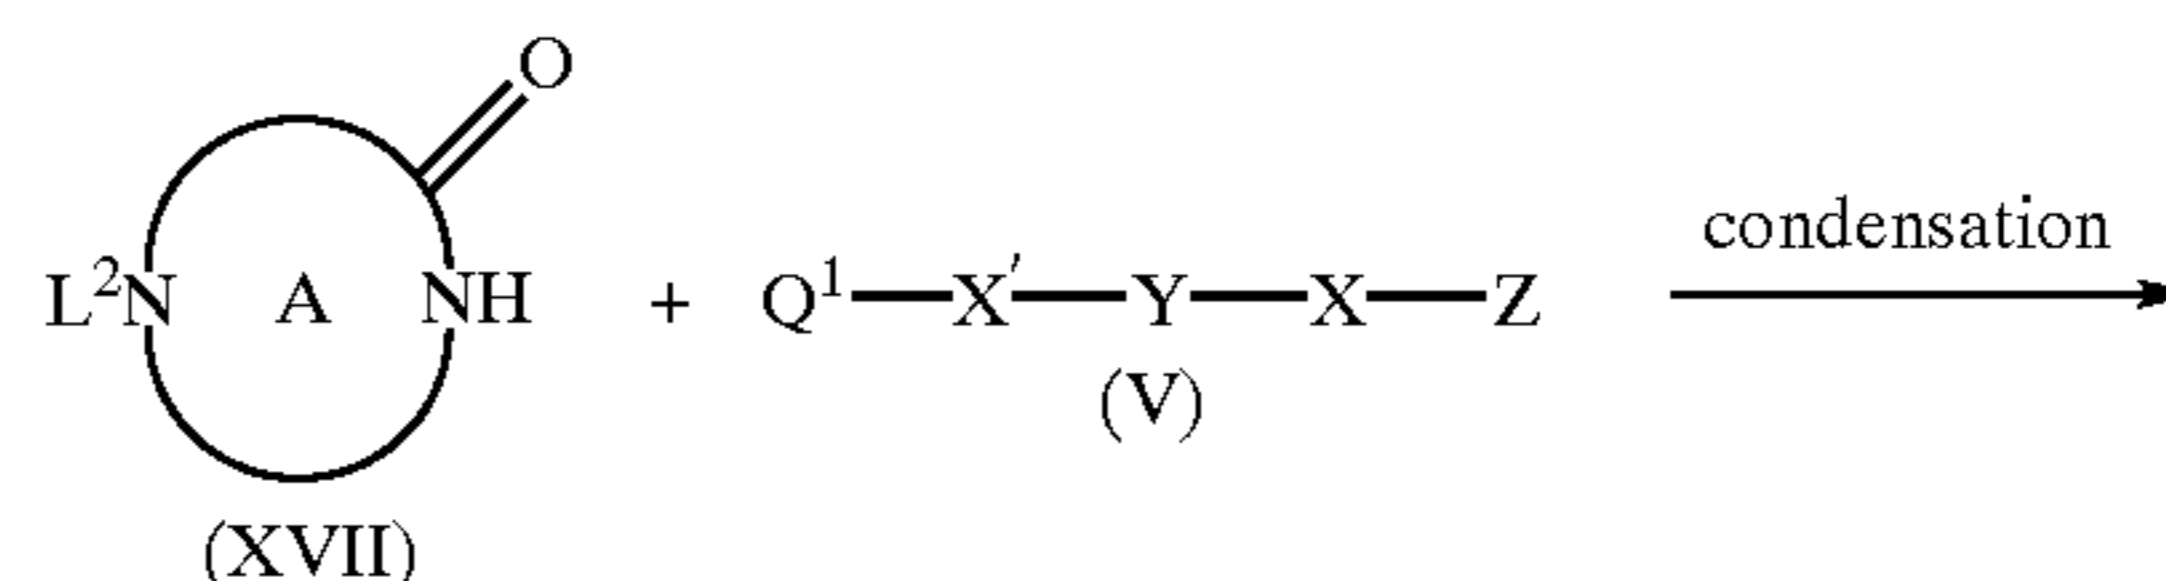 O
condensation
L²N A NH + Q¹—X′—Y—X—Z
(V)
(XVII)